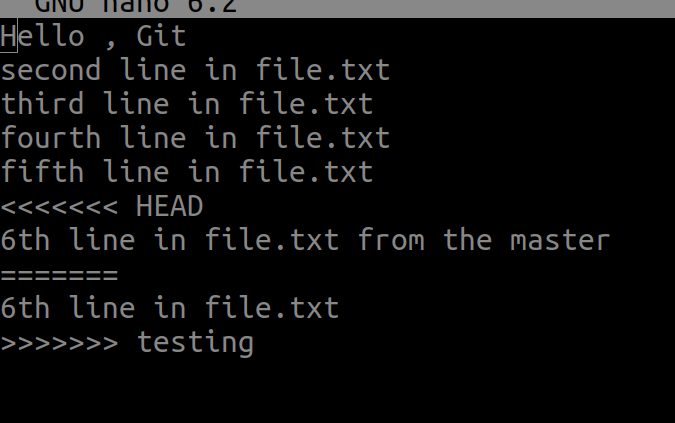 GNU nano 6.2
Hello , Git
second line in file.txt
third line in file.txt
fourth line in file.txt
fifth line in file.txt
<<<<<<< HEAD
6th line in file.txt from the master
=======
6th line in file.txt
>>>>>>> testing